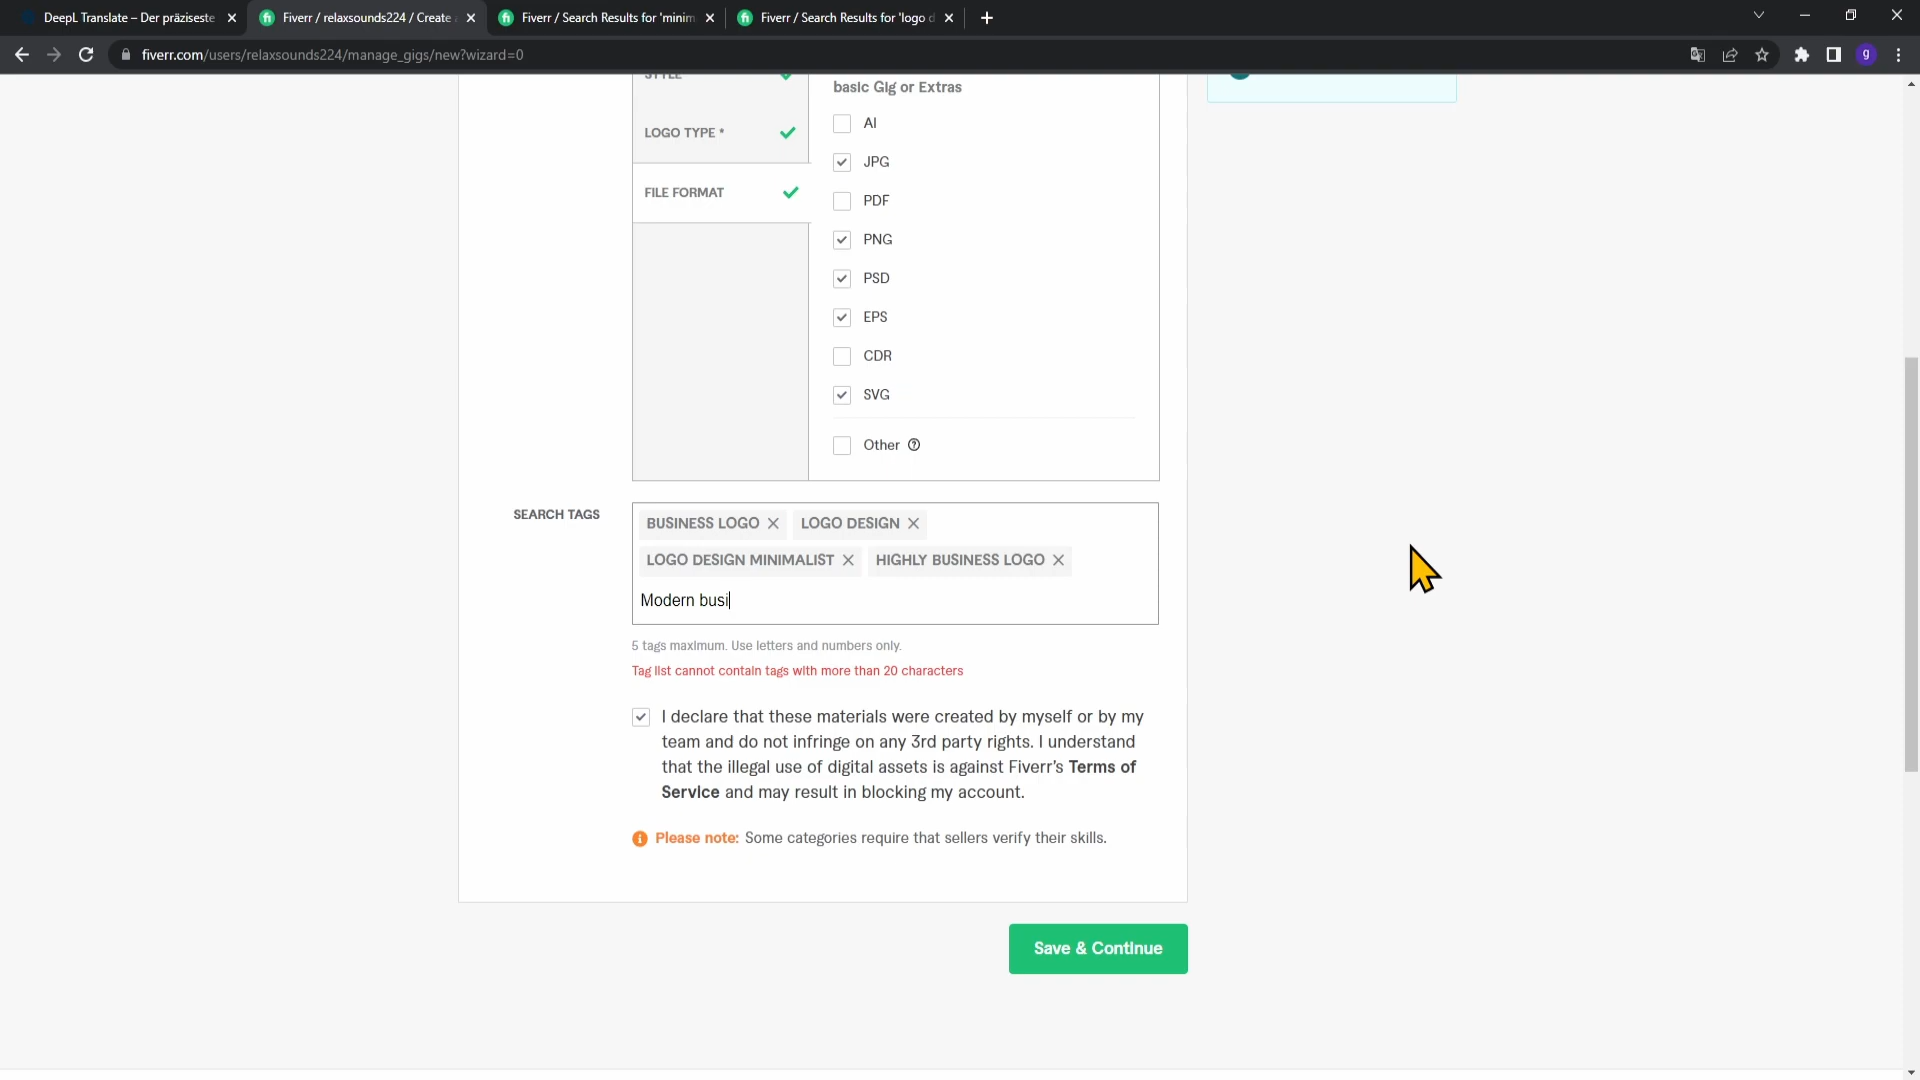 DeepL Translate – Der präziseste
Fiverr / relaxsounds224 / Create
Fiverr / Search Results for 'minim
Fiverr / Search Results for 'logo d
fiverr.com/users/relaxsounds224/manage_gigs/new?wizard=0
g
STYLE
basic Gig or Extras
AI
LOGO TYPE *
JPG
FILE FORMAT
PDF
PNG
PSD
EPS
CDR
SVG
Other
SEARCH TAGS
BUSINESS LOGO
LOGO DESIGN
LOGO DESIGN MINIMALIST
HIGHLY BUSINESS LOGO
Modern busi
5 tags maximum. Use letters and numbers only.
Tag list cannot contain tags with more than 20 characters
I declare that these materials were created by myself or by my
team and do not infringe on any 3rd party rights. I understand
that the illegal use of digital assets is against Fiverr's Terms of
Service and may result in blocking my account.
Please note: Some categories require that sellers verify their skills.
Save & Continue